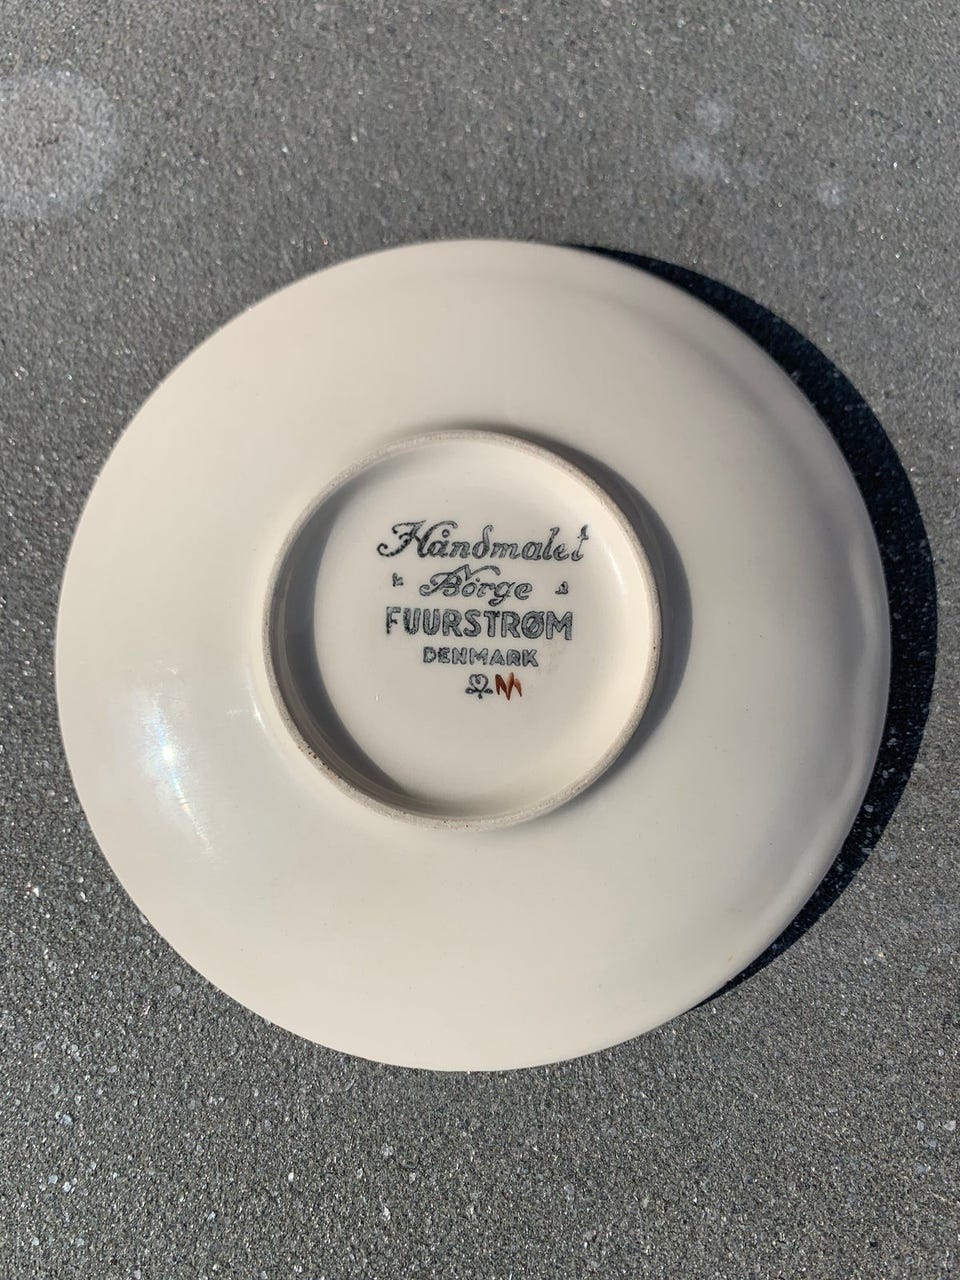 Håndmalet
Börge
FUURSTRØM
DENMARK